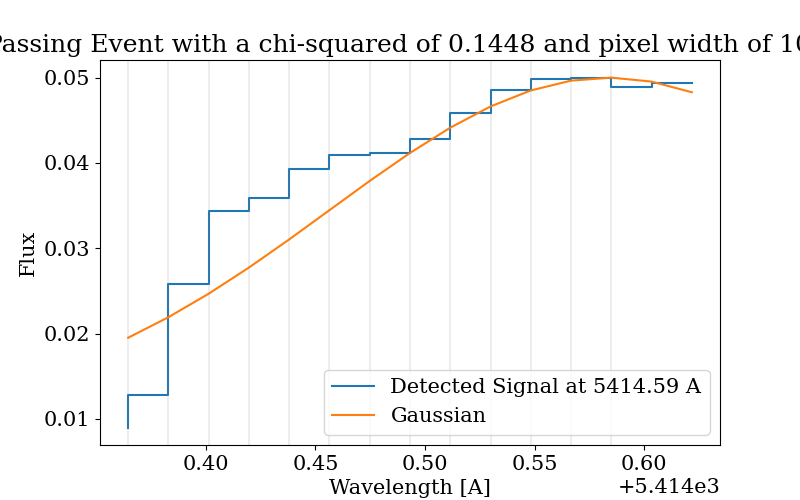 Passing Event with a chi-squared of 0.1448 and pixel width of 10
0.05
0.04
0.03
0.02
0.01
Flux
Detected Signal at 5414.59 A
Gaussian
0.40 0.45 0.50 0.55 0.60
Wavelength [A]
+5.414e3